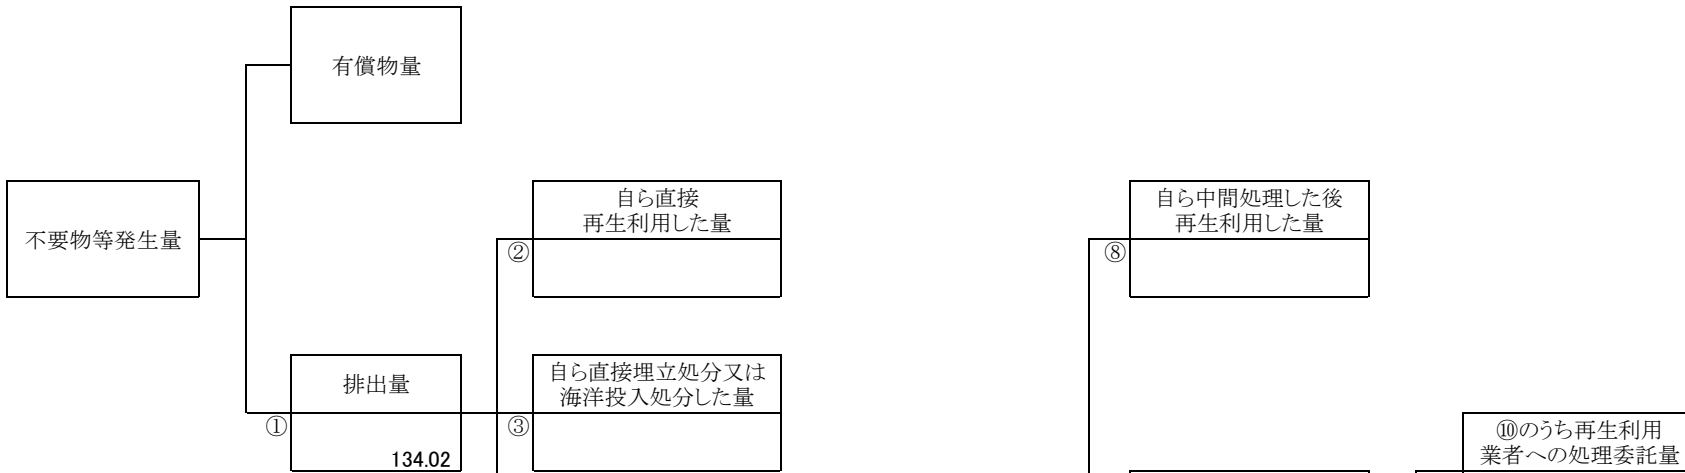 有償物量
不要物等発生量
自ら直接
再生利用した量
②
自ら中間処理した後
再生利用した量
⑧
排出量
①
134.02
自ら直接埋立処分又は
海洋投入処分した量
③
⑩のうち再生利用
業者への処理委託量